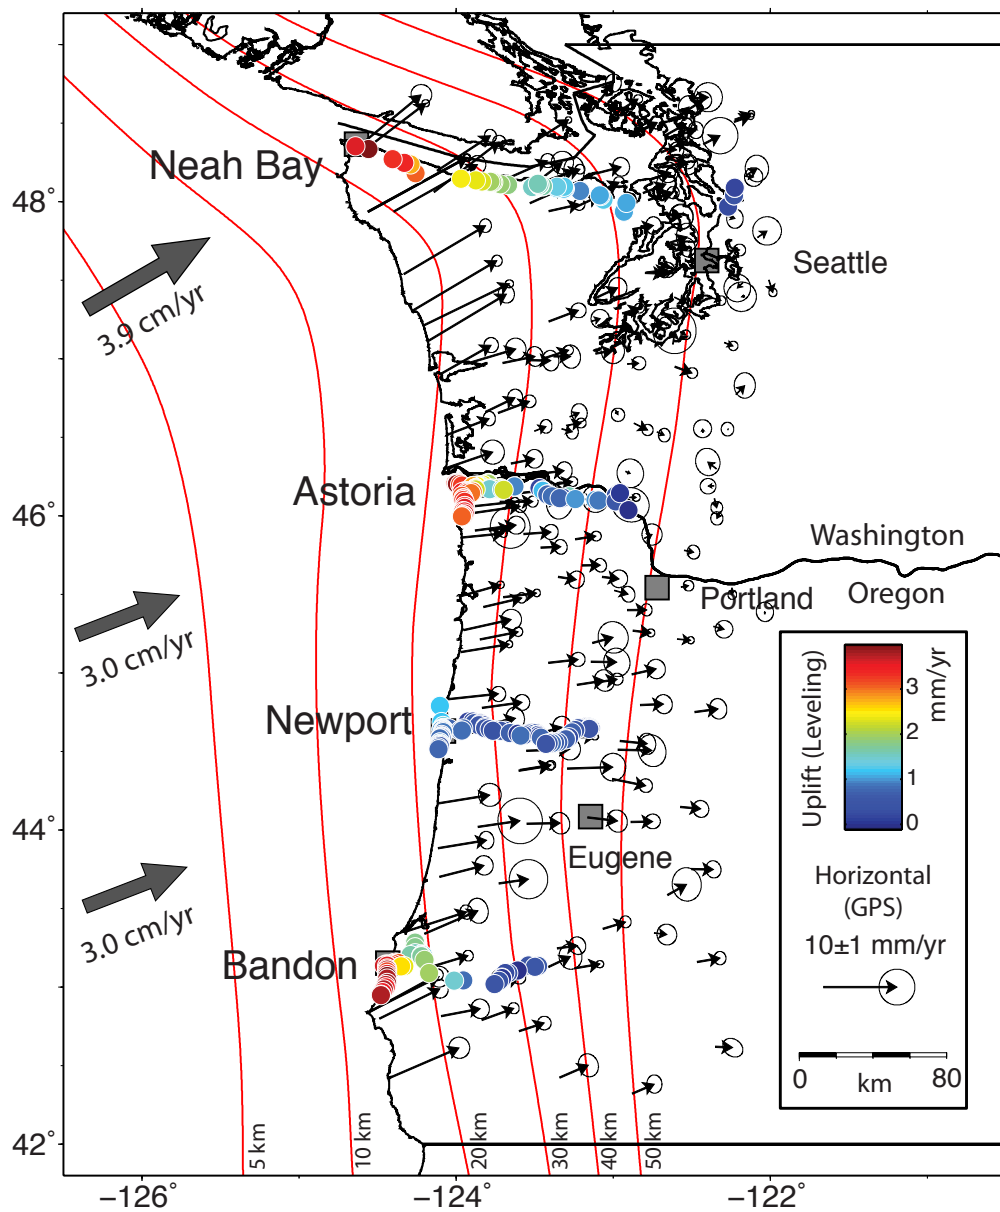 Neah Bay
48°
Seattle
3.9 cm/yr
Astoria
46°
Washington
Portland
Oregon
3.0 cm/yr
Newport
Uplift (Leveling)
mm/yr
3
2
1
0
44°
Eugene
Horizontal
(GPS)
10±1 mm/yr
3.0 cm/yr
Bandon
0
km
80
42°
5 km
10 km
20 km
30 km
40 km
50 km
−126°
−124°
−122°